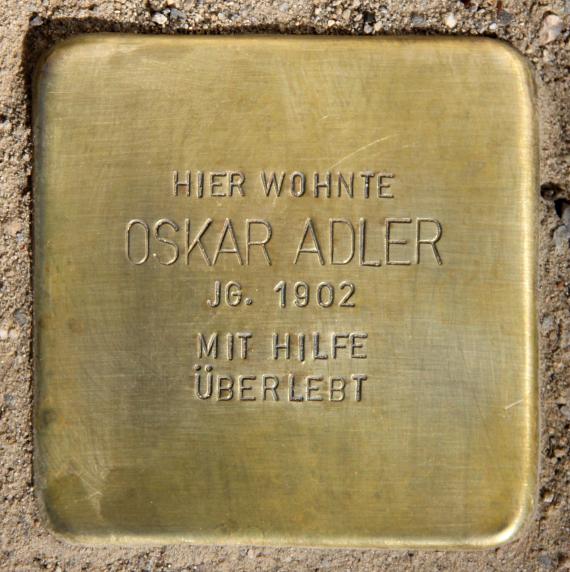 HIER WOHNTE
OSKAR ADLER
JG. 1902
MIT HILFE
ÜBERLEBT